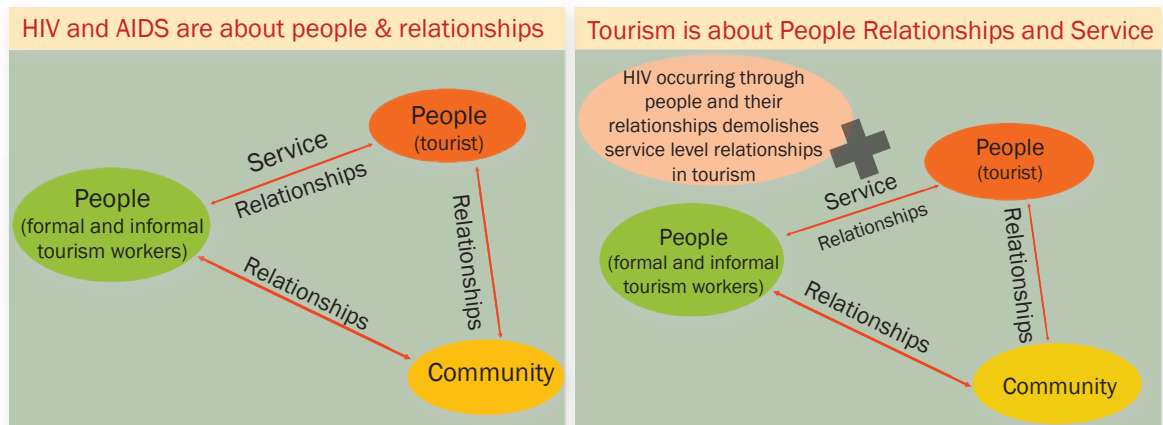 HIV and AIDS are about people & relationships
People
(tourist)
Service
Relationships
People
(formal and informal
tourism workers)
Relationships
Relationships
Community
Tourism is about People Relationships and Service
HIV occurring through
people and their
relationships demolishes
service level relationships
in tourism
People
(tourist)
Service
Relationships
People
(formal and informal
tourism workers)
Relationships
Relationships
Community